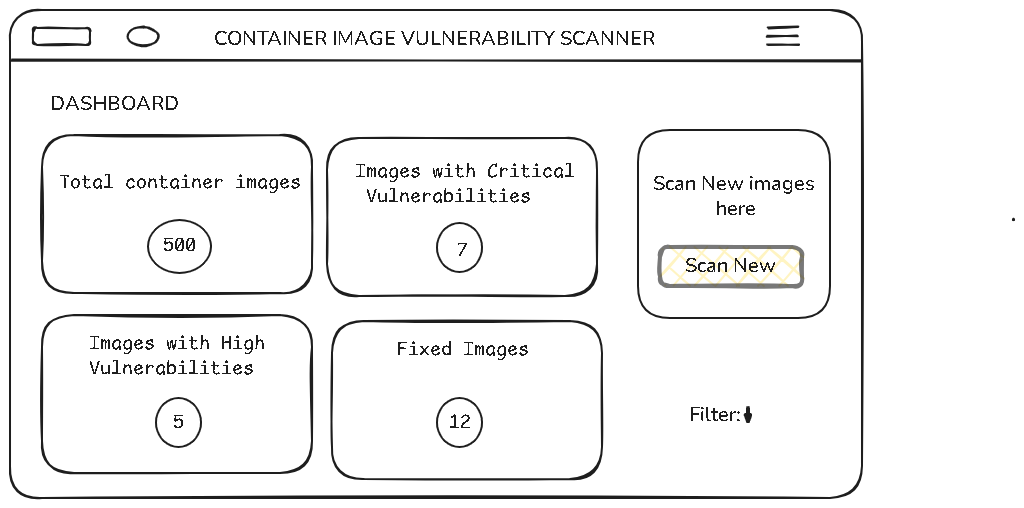 CONTAINER IMAGE VULNERABILITY SCANNER
DASHBOARD
Total container images
500
Images with Critical
Vulnerabilities
7
Scan New images
here
Scan New
Images with High
Vulnerabilities
5
Fixed Images
12
Filter: